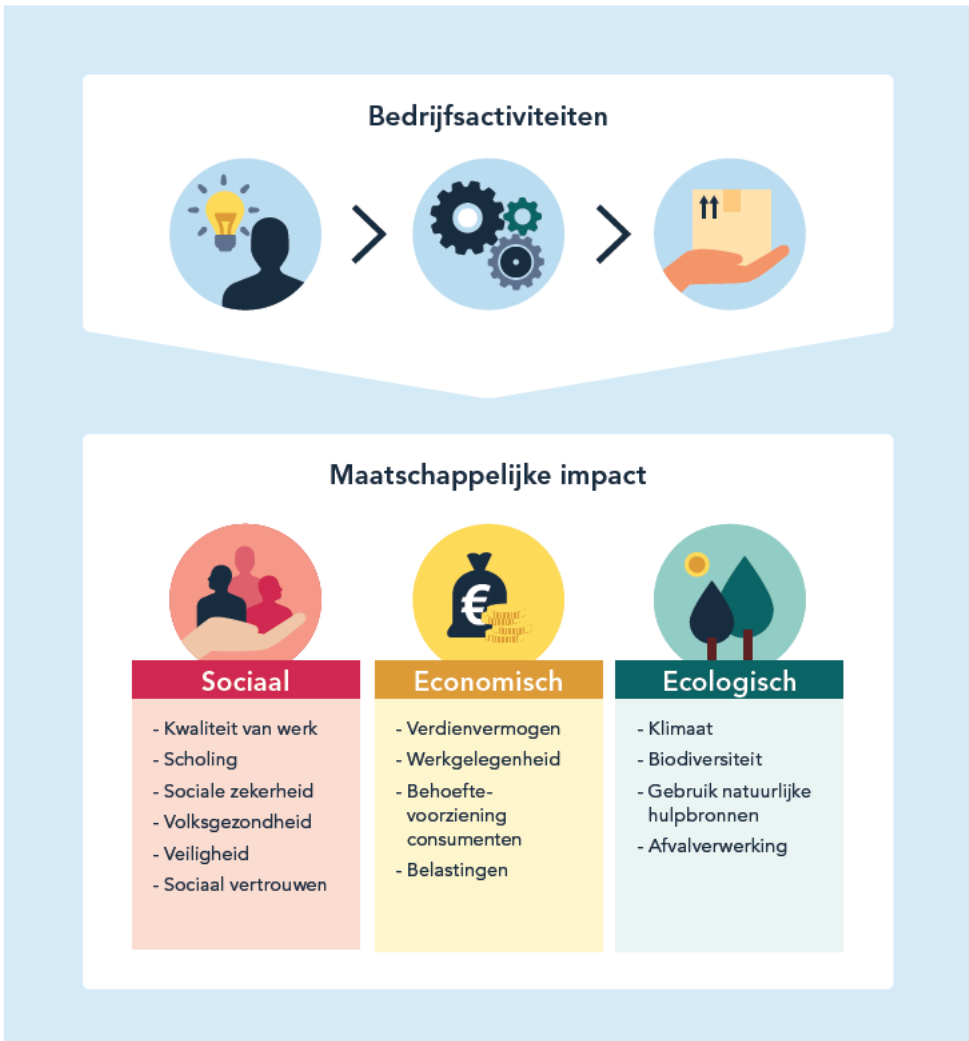 Bedrijfsactiviteiten
Maatschappelijke impact
€
Sociaal
- Kwaliteit van werk
- Scholing
- Sociale zekerheid
- Volksgezondheid
- Veiligheid
- Sociaal vertrouwen
Economisch
- Verdienvermogen
- Werkgelegenheid
- Behoefte-
voorziening
consumenten
- Belastingen
Ecologisch
- Klimaat
- Biodiversiteit
- Gebruik natuurlijke
hulpbronnen
- Afvalverwerking